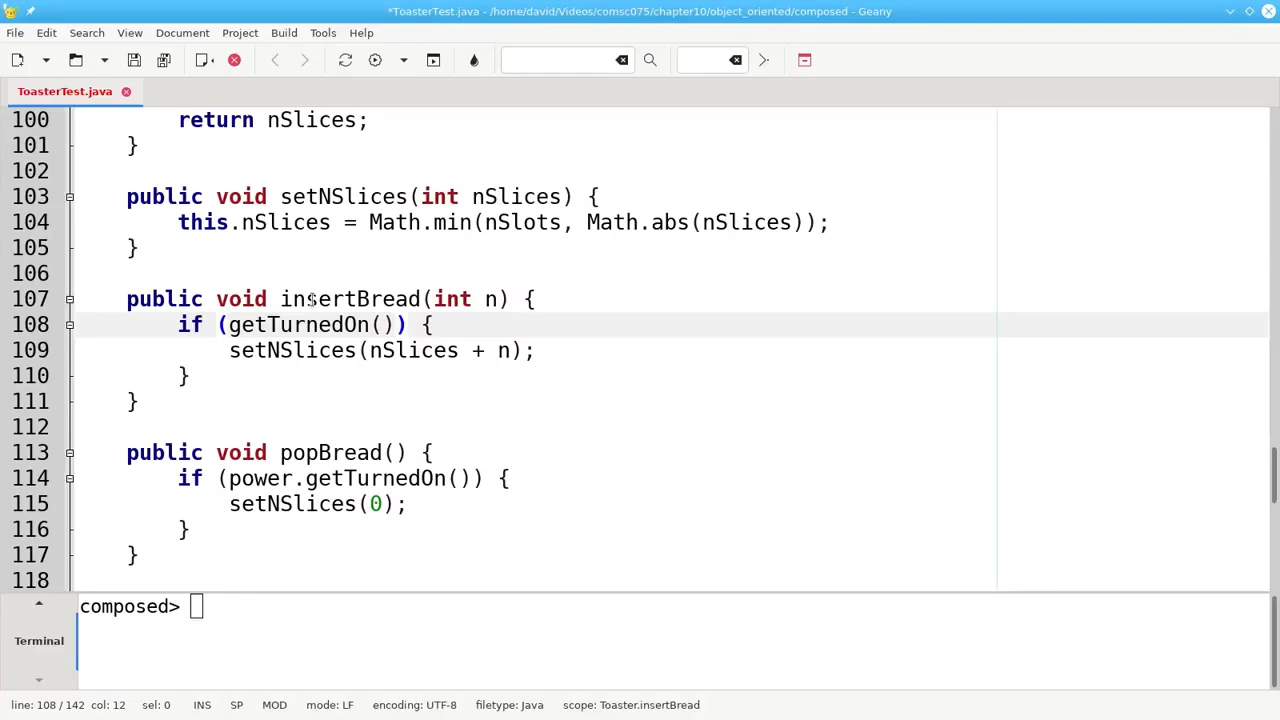 *ToasterTest.java - /home/david/Videos/comsc075/chapter10/object_oriented/composed - Geany
File Edit Search View Document Project Build Tools Help
ToasterTest.java
100 return nSlices;
101 }
102
103 public void setNSlices(int nSlices) {
104 this.nSlices = Math.min(nSlots, Math.abs(nSlices));
105 }
106
107 public void insertBread(int n) {
108 if (getTurnedOn()) {
109 setNSlices(nSlices + n);
110 }
111 }
112
113 public void popBread() {
114 if (power.getTurnedOn()) {
115 setNSlices(0);
116 }
117 }
118
composed>
Terminal
line: 108 / 142 col: 12 sel: 0 INS SP MOD mode: LF encoding: UTF-8 filetype: Java scope: Toaster.insertBread